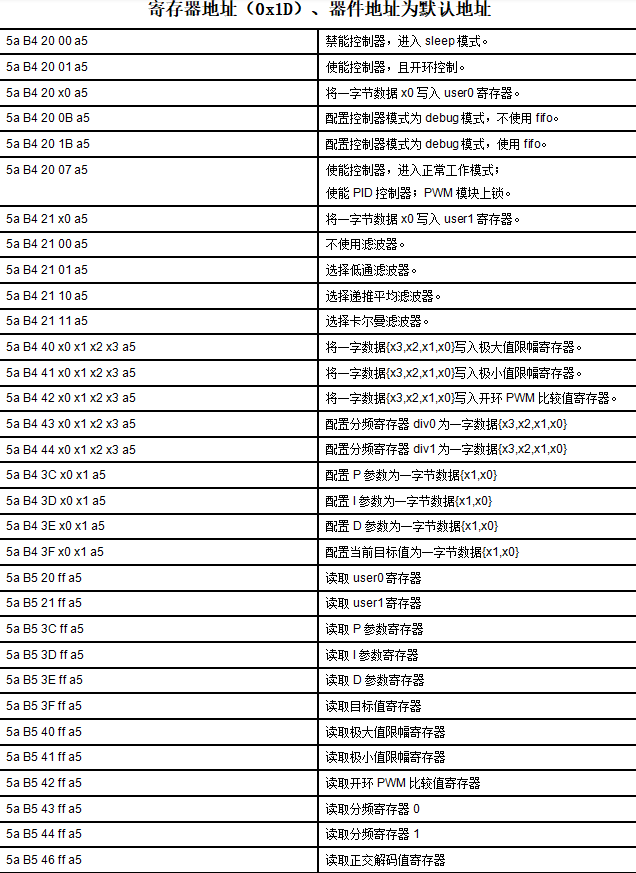 寄存器地址（0x1D）、器件地址为默认地址
5a B4 20 00 a5 禁能控制器，进入 sleep 模式。
5a B4 20 01 a5 使能控制器，且开环控制。
5a B4 20 x0 a5 将一字节数据 x0 写入 user0 寄存器。
5a B4 20 0B a5 配置控制器模式为 debug 模式，不使用 fifo。
5a B4 20 1B a5 配置控制器模式为 debug 模式，使用 fifo。
5a B4 20 07 a5 使能控制器，进入正常工作模式；
使能 PID 控制器；PWM 模块上锁。
5a B4 21 x0 a5 将一字节数据 x0 写入 user1 寄存器。
5a B4 21 00 a5 不使用滤波器。
5a B4 21 01 a5 选择低通滤波器。
5a B4 21 10 a5 选择递推平均滤波器。
5a B4 21 11 a5 选择卡尔曼滤波器。
5a B4 40 x0 x1 x2 x3 a5 将一字数据{x3,x2,x1,x0}写入极大值限幅寄存器。
5a B4 41 x0 x1 x2 x3 a5 将一字数据{x3,x2,x1,x0}写入极小值限幅寄存器。
5a B4 42 x0 x1 x2 x3 a5 将一字数据{x3,x2,x1,x0}写入开环 PWM 比较值寄存器。
5a B4 43 x0 x1 x2 x3 a5 配置分频寄存器 div0 为一字数据{x3,x2,x1,x0}
5a B4 44 x0 x1 x2 x3 a5 配置分频寄存器 div1 为一字数据{x3,x2,x1,x0}
5a B4 3C x0 x1 a5 配置 P 参数为一字节数据{x1,x0}
5a B4 3D x0 x1 a5 配置 I 参数为一字节数据{x1,x0}
5a B4 3E x0 x1 a5 配置 D 参数为一字节数据{x1,x0}
5a B4 3F x0 x1 a5 配置当前目标值为一字节数据{x1,x0}
5a B5 20 ff a5 读取 user0 寄存器
5a B5 21 ff a5 读取 user1 寄存器
5a B5 3C ff a5 读取 P 参数寄存器
5a B5 3D ff a5 读取 I 参数寄存器
5a B5 3E ff a5 读取 D 参数寄存器
5a B5 3F ff a5 读取目标值寄存器
5a B5 40 ff a5 读取极大值限幅寄存器
5a B5 41 ff a5 读取极小值限幅寄存器
5a B5 42 ff a5 读取开环 PWM 比较值寄存器
5a B5 43 ff a5 读取分频寄存器 0
5a B5 44 ff a5 读取分频寄存器 1
5a B5 46 ff a5 读取正交解码值寄存器